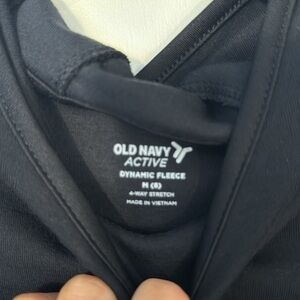 OLD NAVY
ACTIVE
DYNAMIC FLEECE
M (8)
4-WAY STRETCH
MADE IN VIETNAM